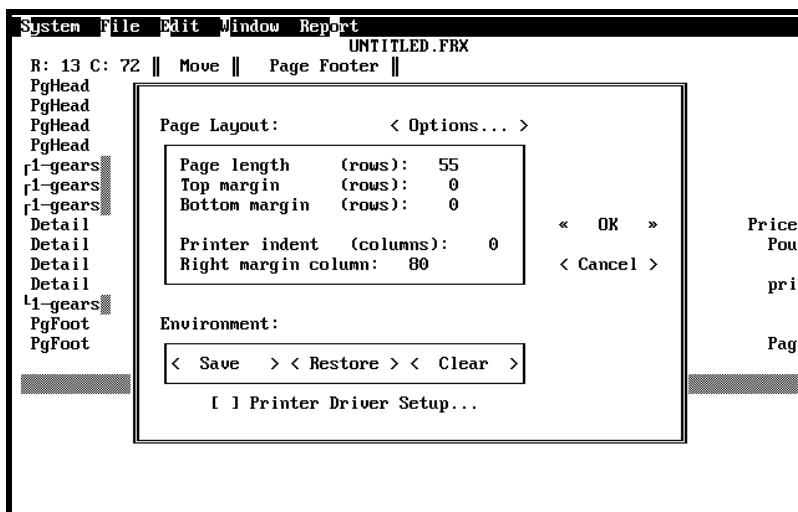 System File Edit Window Report
UNTITLED.FRX
R: 13 C: 72 ‖ Move ‖ Page Footer ‖
PgHead
PgHead
PgHead Page Layout: < Options... >
PgHead
┌1-gears Page length (rows): 55
┌1-gears Top margin (rows): 0
┌1-gears Bottom margin (rows): 0
Detail « OK » Price
Detail Printer indent (columns): 0 Pou
Detail Right margin column: 80 < Cancel >
Detail pri
└1-gears
PgFoot Environment:
PgFoot Pag
< Save > < Restore > < Clear >
[ ] Printer Driver Setup...